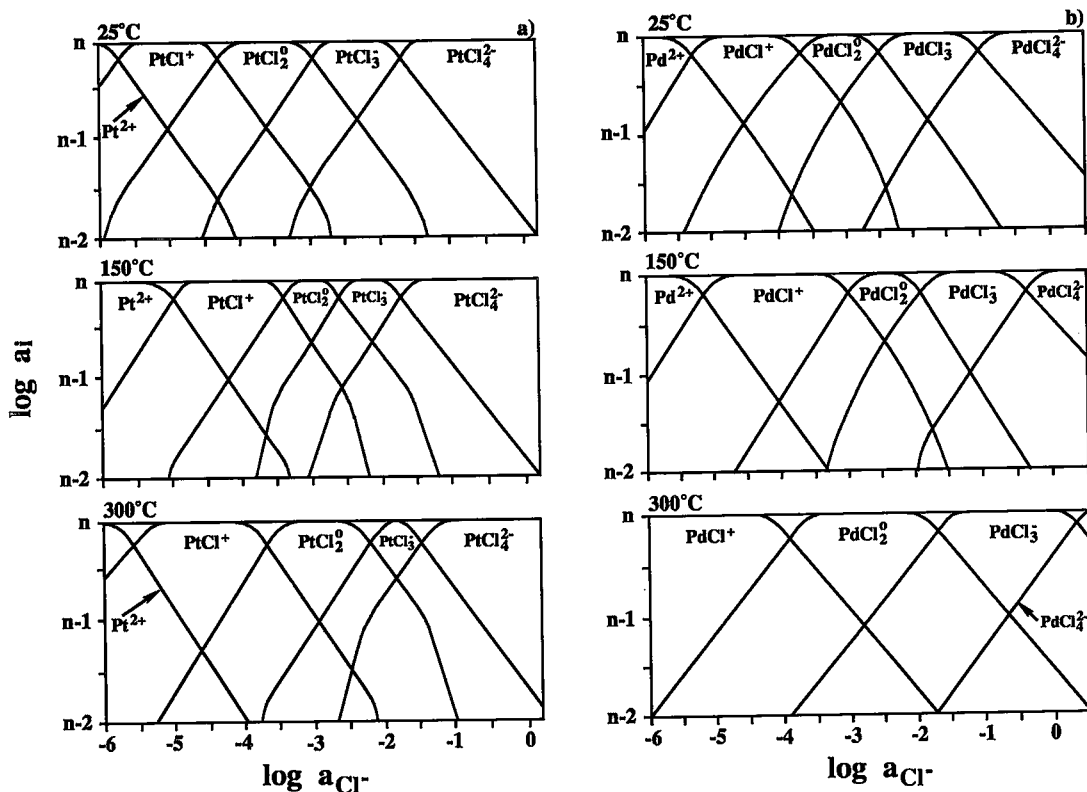 25°C
a)
n
PtCl⁺
PtCl₂⁰
PtCl₃⁻
PtCl₄²⁻
Pt²⁺
n-1
n-2
150°C
n
Pt²⁺
PtCl⁺
PtCl₂⁰
PtCl₃⁻
PtCl₄²⁻
n-1
n-2
300°C
n
PtCl⁺
PtCl₂⁰
PtCl₃⁻
PtCl₄²⁻
Pt²⁺
n-1
n-2
-6 -5 -4 -3 -2 -1 0
log aᵢ
log a_Cl⁻
25°C
b)
n
Pd²⁺
PdCl⁺
PdCl₂⁰
PdCl₃⁻
PdCl₄²⁻
n-1
n-2
150°C
n
Pd²⁺
PdCl⁺
PdCl₂⁰
PdCl₃⁻
PdCl₄²⁻
n-1
n-2
300°C
n
PdCl⁺
PdCl₂⁰
PdCl₃⁻
PdCl₄²⁻
n-1
n-2
-6 -5 -4 -3 -2 -1 0
log a_Cl⁻